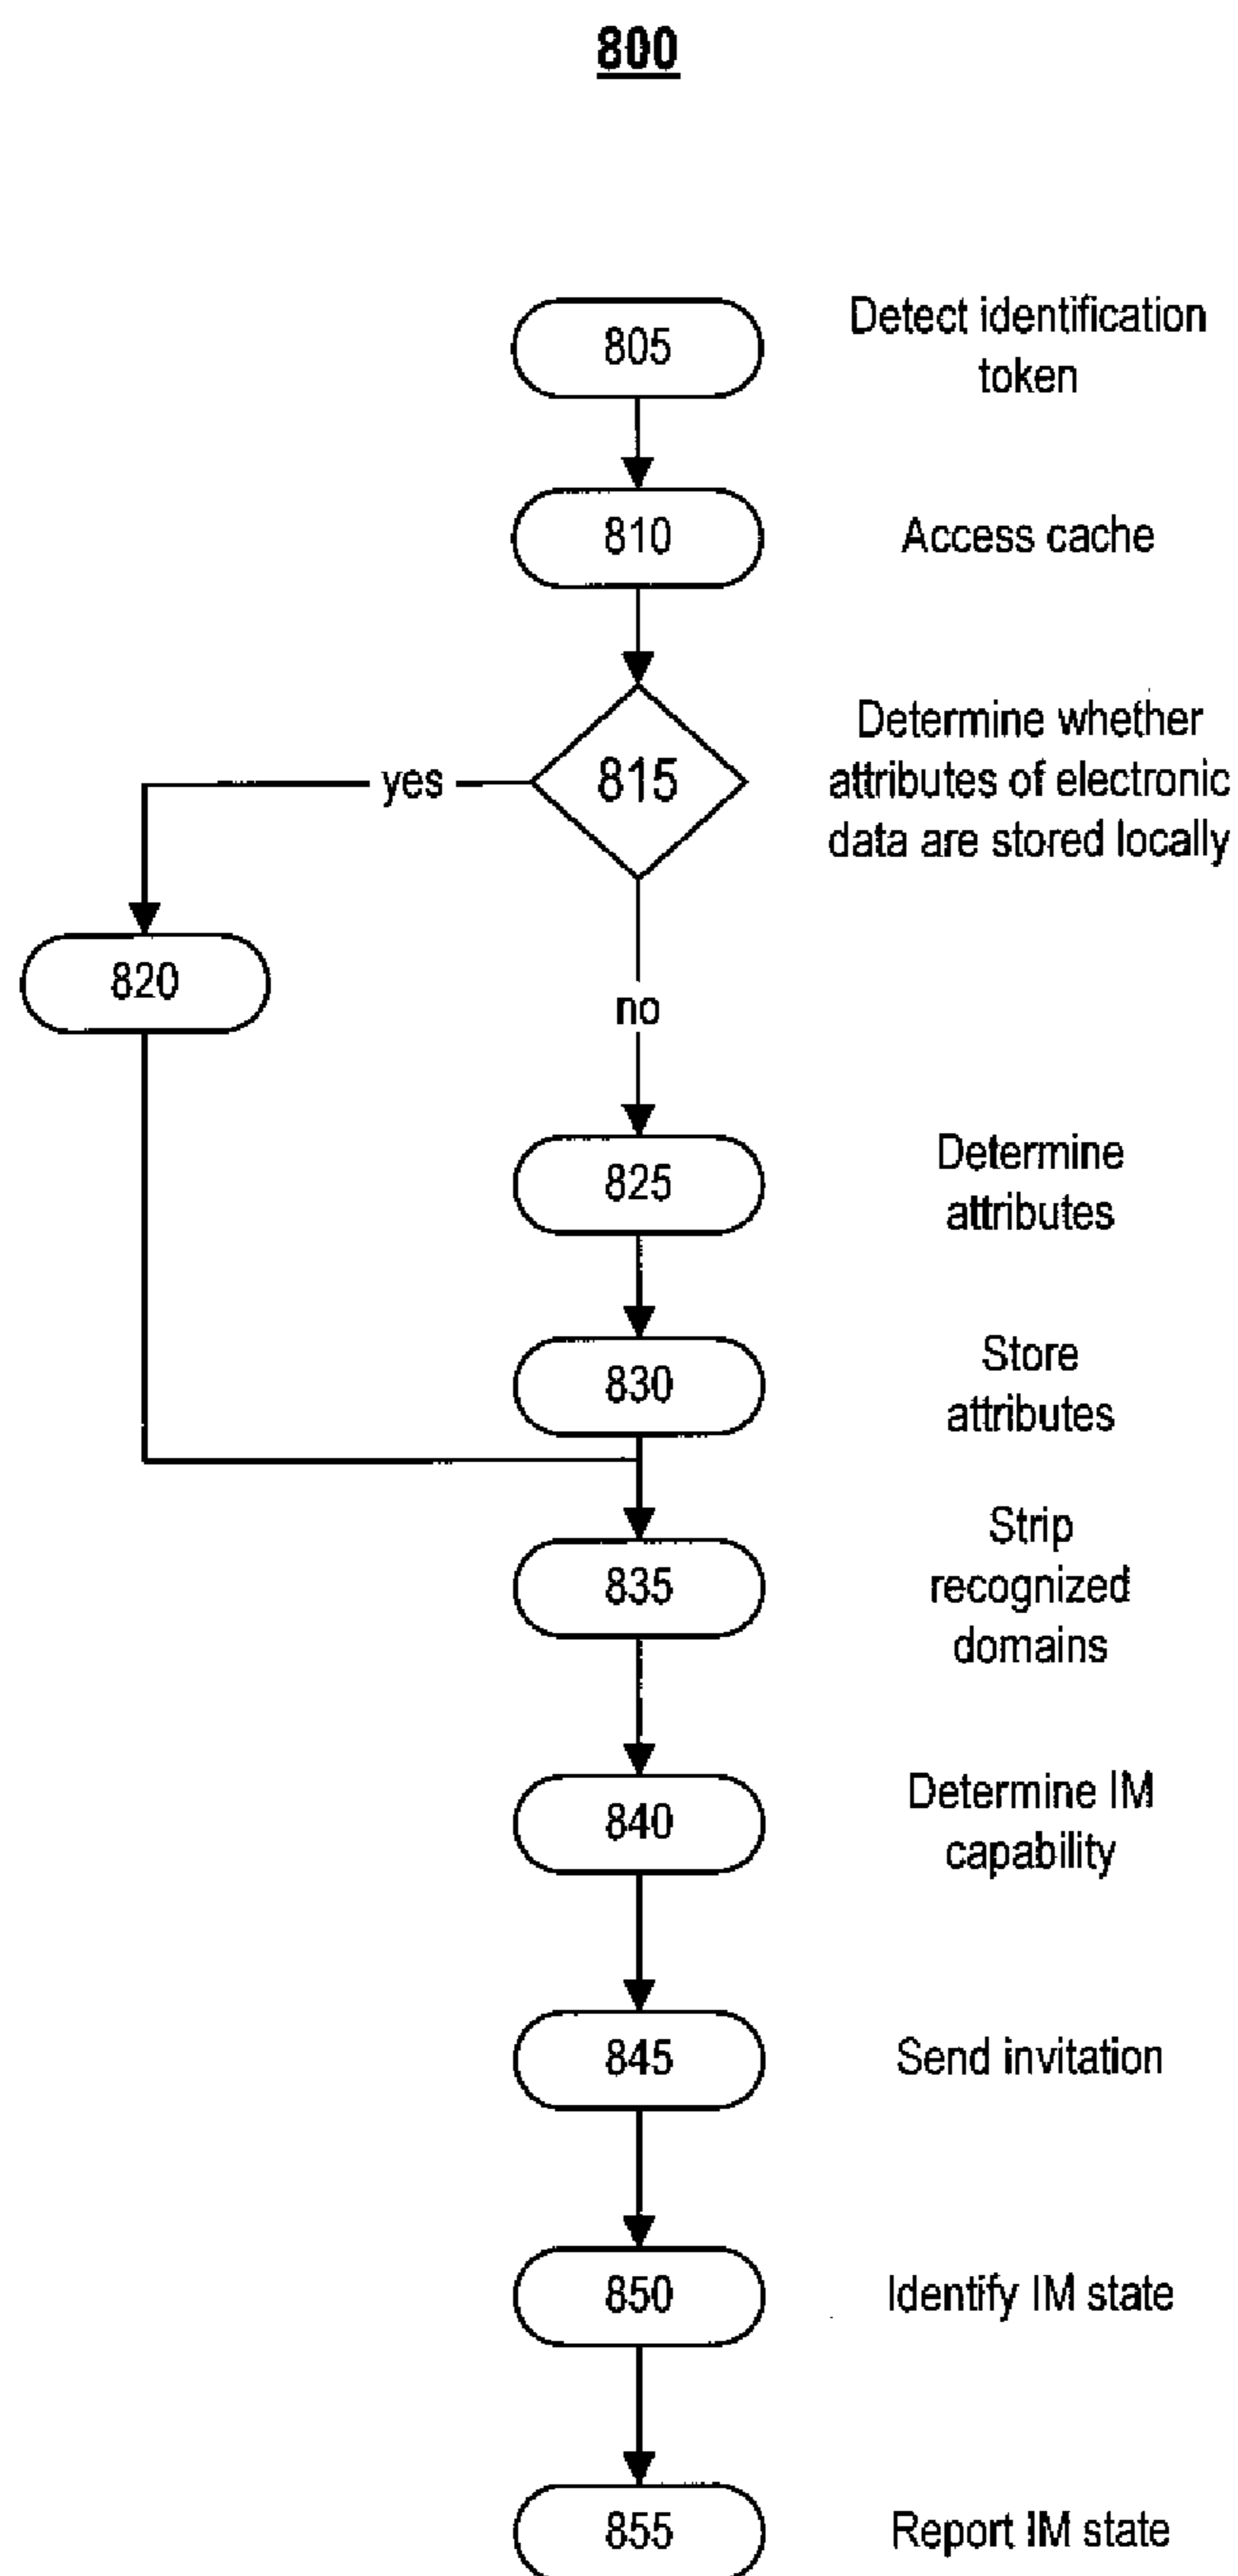 800
805
Detect identification
token
810
Access cache
815
Determine whether
attributes of electronic
data are stored locally
yes
820
no
825
Determine
attributes
830
Store
attributes
835
Strip
recognized
domains
840
Determine IM
capability
845
Send invitation
850
Identify IM state
855
Report IM state